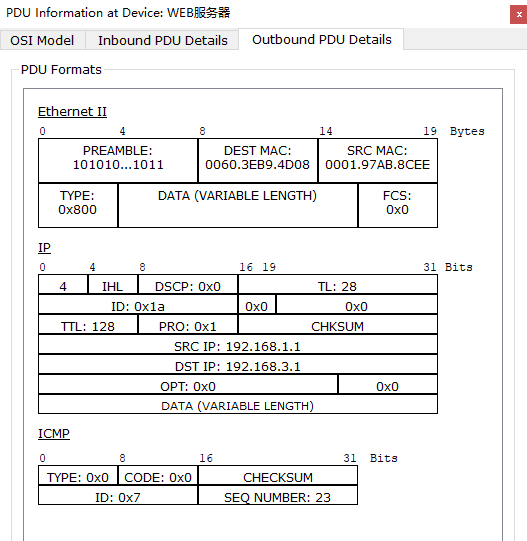 PDU Information at Device: WEB服务器
x
OSI Model Inbound PDU Details Outbound PDU Details
PDU Formats
Ethernet II
0 4 8 14 19 Bytes
PREAMBLE: DEST MAC: SRC MAC:
101010...1011 0060.3EB9.4D08 0001.97AB.8CEE
TYPE: DATA (VARIABLE LENGTH) FCS:
0x800 0x0
IP
0 4 8 16 19 31 Bits
4 IHL DSCP: 0x0 TL: 28
ID: 0x1a 0x0 0x0
TTL: 128 PRO: 0x1 CHKSUM
SRC IP: 192.168.1.1
DST IP: 192.168.3.1
OPT: 0x0 0x0
DATA (VARIABLE LENGTH)
ICMP
0 8 16 31 Bits
TYPE: 0x0 CODE: 0x0 CHECKSUM
ID: 0x7 SEQ NUMBER: 23